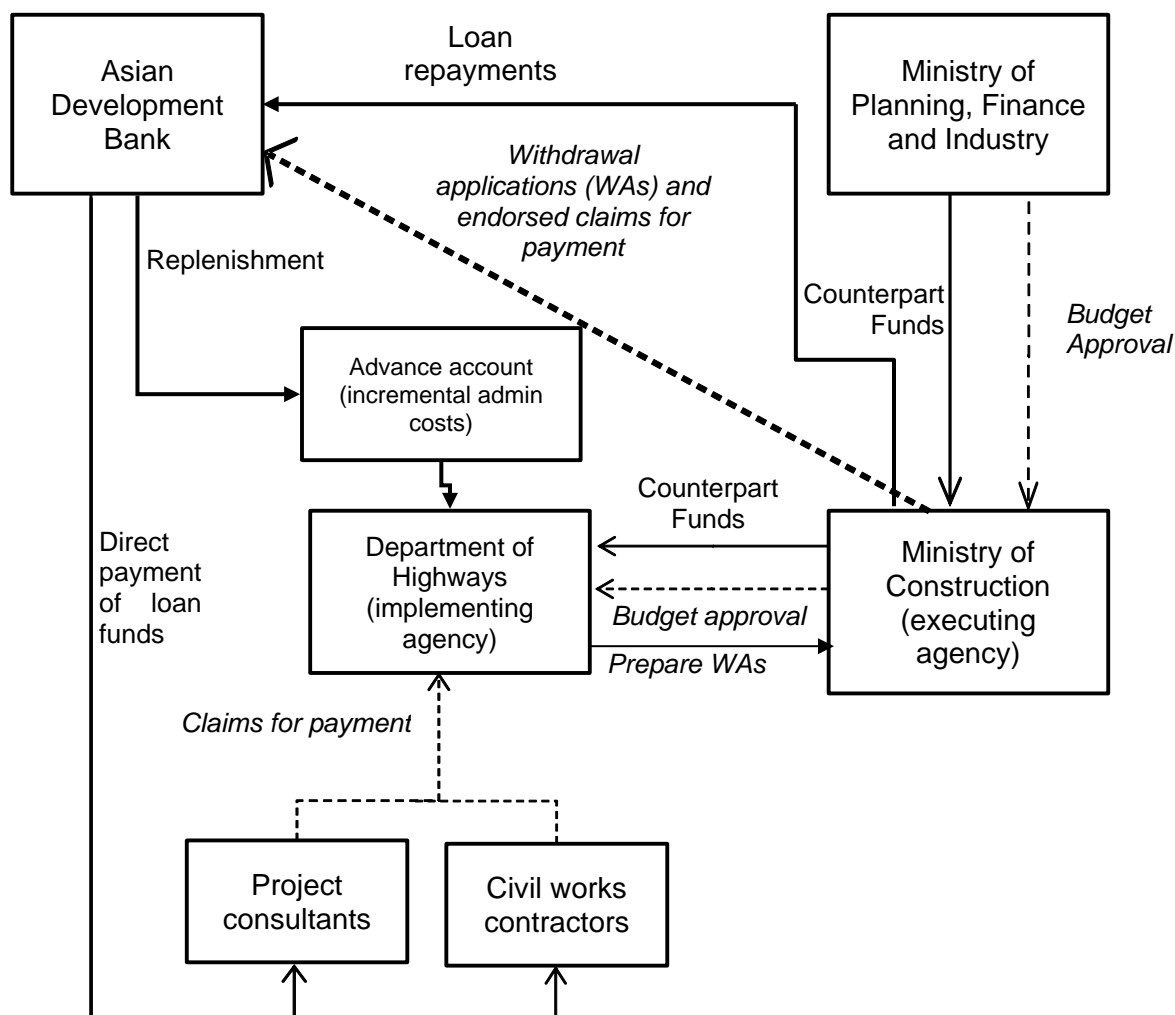 Asian
Development
Bank
Loan
repayments
Ministry of
Planning, Finance
and Industry
Withdrawal
applications (WAs) and
endorsed claims for
payment
Replenishment
Counterpart
Funds
Budget
Approval
Advance account
(incremental admin
costs)
Counterpart
Funds
Direct
payment
of loan
funds
Department of
Highways
(implementing
agency)
Budget approval
Prepare WAs
Ministry of
Construction
(executing
agency)
Claims for payment
Project
consultants
Civil works
contractors